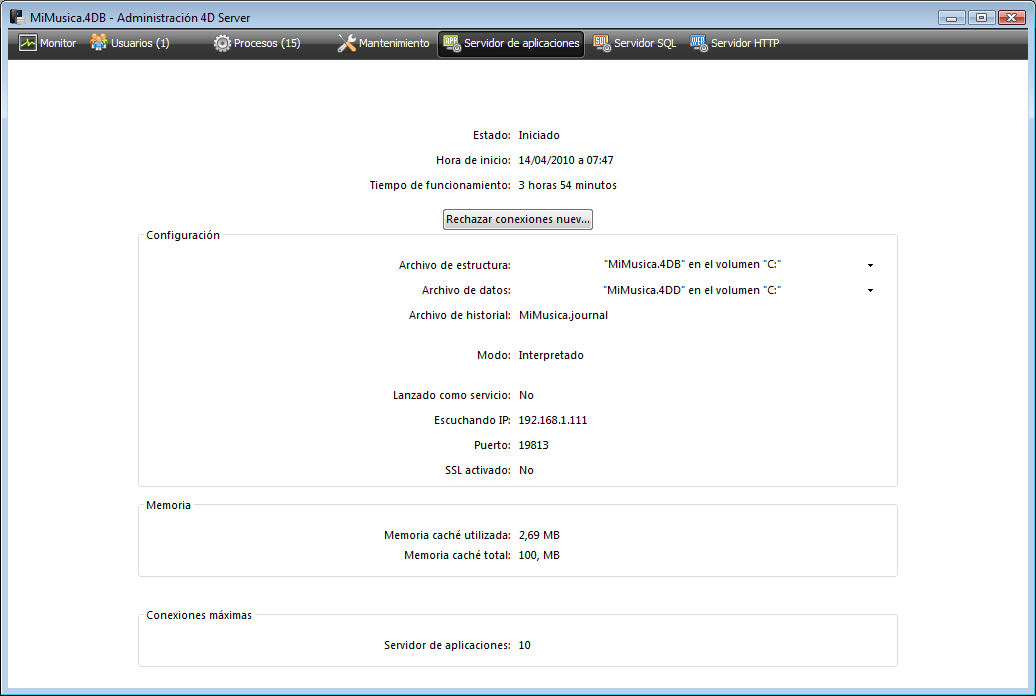 MiMusica.4DB - Administración 4D Server
Monitor Usuarios (1) Procesos (15) Mantenimiento APP Servidor de aplicaciones SQL Servidor SQL WEB Servidor HTTP
Estado: Iniciado
Hora de inicio: 14/04/2010 a 07:47
Tiempo de funcionamiento: 3 horas 54 minutos
Rechazar conexiones nuev...
Configuración
Archivo de estructura: "MiMusica.4DB" en el volumen "C:"
Archivo de datos: "MiMusica.4DD" en el volumen "C:"
Archivo de historial: MiMusica.journal
Modo: Interpretado
Lanzado como servicio: No
Escuchando IP: 192.168.1.111
Puerto: 19813
SSL activado: No
Memoria
Memoria caché utilizada: 2,69 MB
Memoria caché total: 100, MB
Conexiones máximas
Servidor de aplicaciones: 10